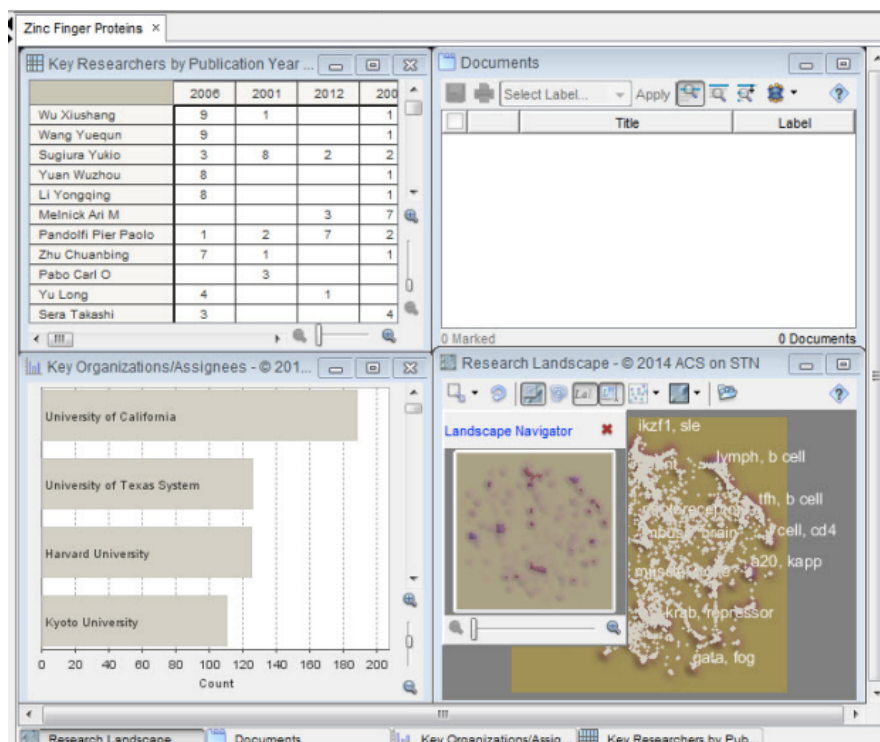 Zinc Finger Proteins ×
Key Researchers by Publication Year ...
2006 2001 2012 200
Wu Xiushang 9 1 1
Wang Yuequn 9 1
Sugiura Yukio 3 8 2 2
Yuan Wuzhou 8 1
Li Yongqing 8 1
Melnick Ari M 3 7
Pandolfi Pier Paolo 1 2 7 2
Zhu Chuanbing 7 1 1
Pabo Carl O 3
Yu Long 4 1
Sera Takashi 3 4
Documents
Select Label... Apply
Title Label
0 Marked 0 Documents
Key Organizations/Assignees - © 201...
University of California
University of Texas System
Harvard University
Kyoto University
0 20 40 60 80 100 120 140 160 180 200
Count
Research Landscape - © 2014 ACS on STN
Landscape Navigator
ikzf1, sle
lymph, b cell
tfh, b cell
cell, cd4
brain
a20, kapp
krab, repressor
gata, fog
Research Landscape Documents Key Organizations/Assig... Key Researchers by Pub...